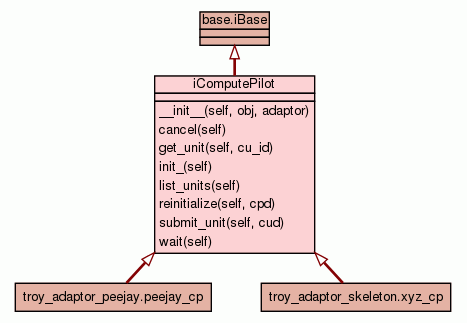 base.iBase
iComputePilot
__init__(self, obj, adaptor)
cancel(self)
get_unit(self, cu_id)
init_(self)
list_units(self)
reinitialize(self, cpd)
submit_unit(self, cud)
wait(self)
troy_adaptor_peejay.peejay_cp
troy_adaptor_skeleton.xyz_cp